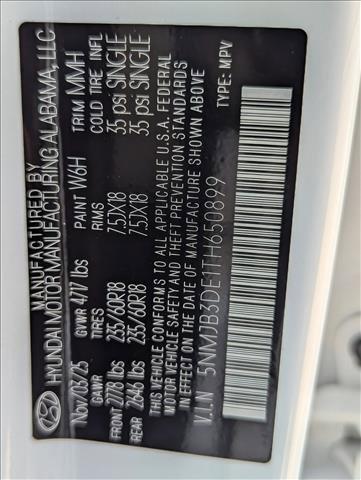 MANUFACTURED BY
HYUNDAI MOTOR MANUFACTURING ALABAMA, LLC
Nov/03/25 GVWR 4717 lbs PAINT W6H TRIM MMH
GAWR TIRES RIMS COLD TIRE INFL
FRONT 2778 lbs 235/60R18 7.5JX18 35 psi SINGLE
REAR 2646 lbs 235/60R18 7.5JX18 35 psi SINGLE
THIS VEHICLE CONFORMS TO ALL APPLICABLE U.S.A. FEDERAL
MOTOR VEHICLE SAFETY AND THEFT PREVENTION STANDARDS
IN EFFECT ON THE DATE OF MANUFACTURE SHOWN ABOVE
V.I.N 5NMJB3DE1TH650899 TYPE: MPV